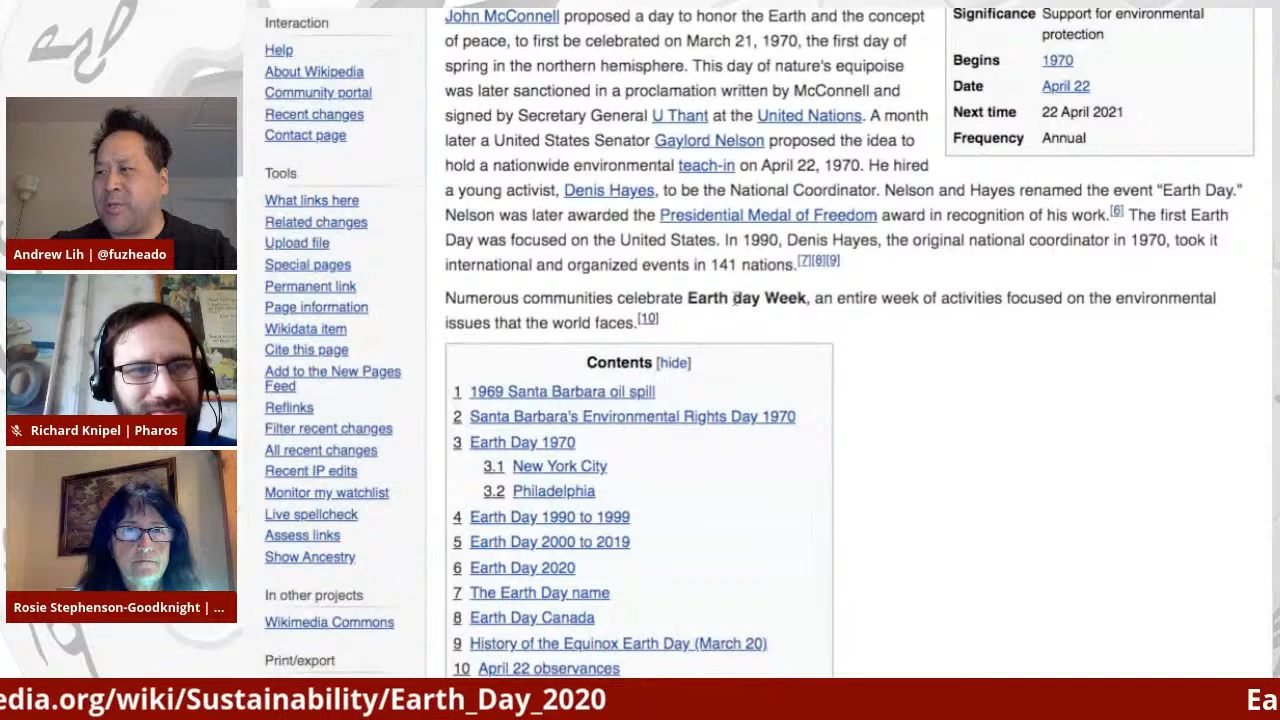 Interaction
Help
About Wikipedia
Community portal
Recent changes
Contact page
Tools
What links here
Related changes
Upload file
Special pages
Permanent link
Page information
Wikidata item
Cite this page
Add to the New Pages
Feed
Reflinks
Filter recent changes
All recent changes
Recent IP edits
Monitor my watchlist
Live spellcheck
Assess links
Show Ancestry
In other projects
Wikimedia Commons
Print/export
John McConnell proposed a day to honor the Earth and the concept
of peace, to first be celebrated on March 21, 1970, the first day of
spring in the northern hemisphere. This day of nature's equipoise
was later sanctioned in a proclamation written by McConnell and
signed by Secretary General U Thant at the United Nations. A month
later a United States Senator Gaylord Nelson proposed the idea to
hold a nationwide environmental teach-in on April 22, 1970. He hired
a young activist, Denis Hayes, to be the National Coordinator. Nelson and Hayes renamed the event "Earth Day."
Nelson was later awarded the Presidential Medal of Freedom award in recognition of his work.[6] The first Earth
Day was focused on the United States. In 1990, Denis Hayes, the original national coordinator in 1970, took it
international and organized events in 141 nations.[7][8][9]
Numerous communities celebrate Earth day Week, an entire week of activities focused on the environmental
issues that the world faces.[10]
Significance Support for environmental
protection
Begins 1970
Date April 22
Next time 22 April 2021
Frequency Annual
Contents [hide]
1 1969 Santa Barbara oil spill
2 Santa Barbara's Environmental Rights Day 1970
3 Earth Day 1970
3.1 New York City
3.2 Philadelphia
4 Earth Day 1990 to 1999
5 Earth Day 2000 to 2019
6 Earth Day 2020
7 The Earth Day name
8 Earth Day Canada
9 History of the Equinox Earth Day (March 20)
10 April 22 observances
Andrew Lih | @fuzheado
Richard Knipel | Pharos
Rosie Stephenson-Goodknight | ...
edia.org/wiki/Sustainability/Earth_Day_2020 Ea